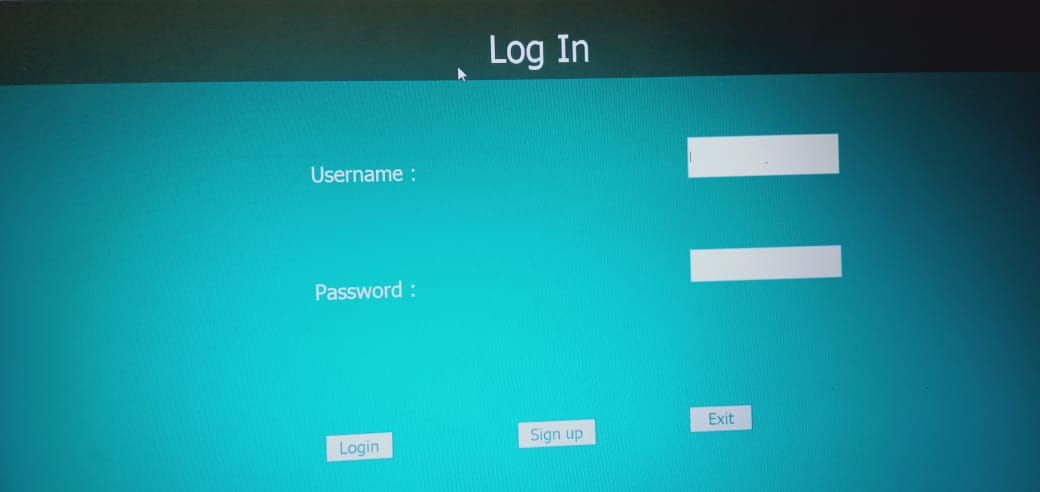 Log In
Username :
Password :
Login
Sign up
Exit